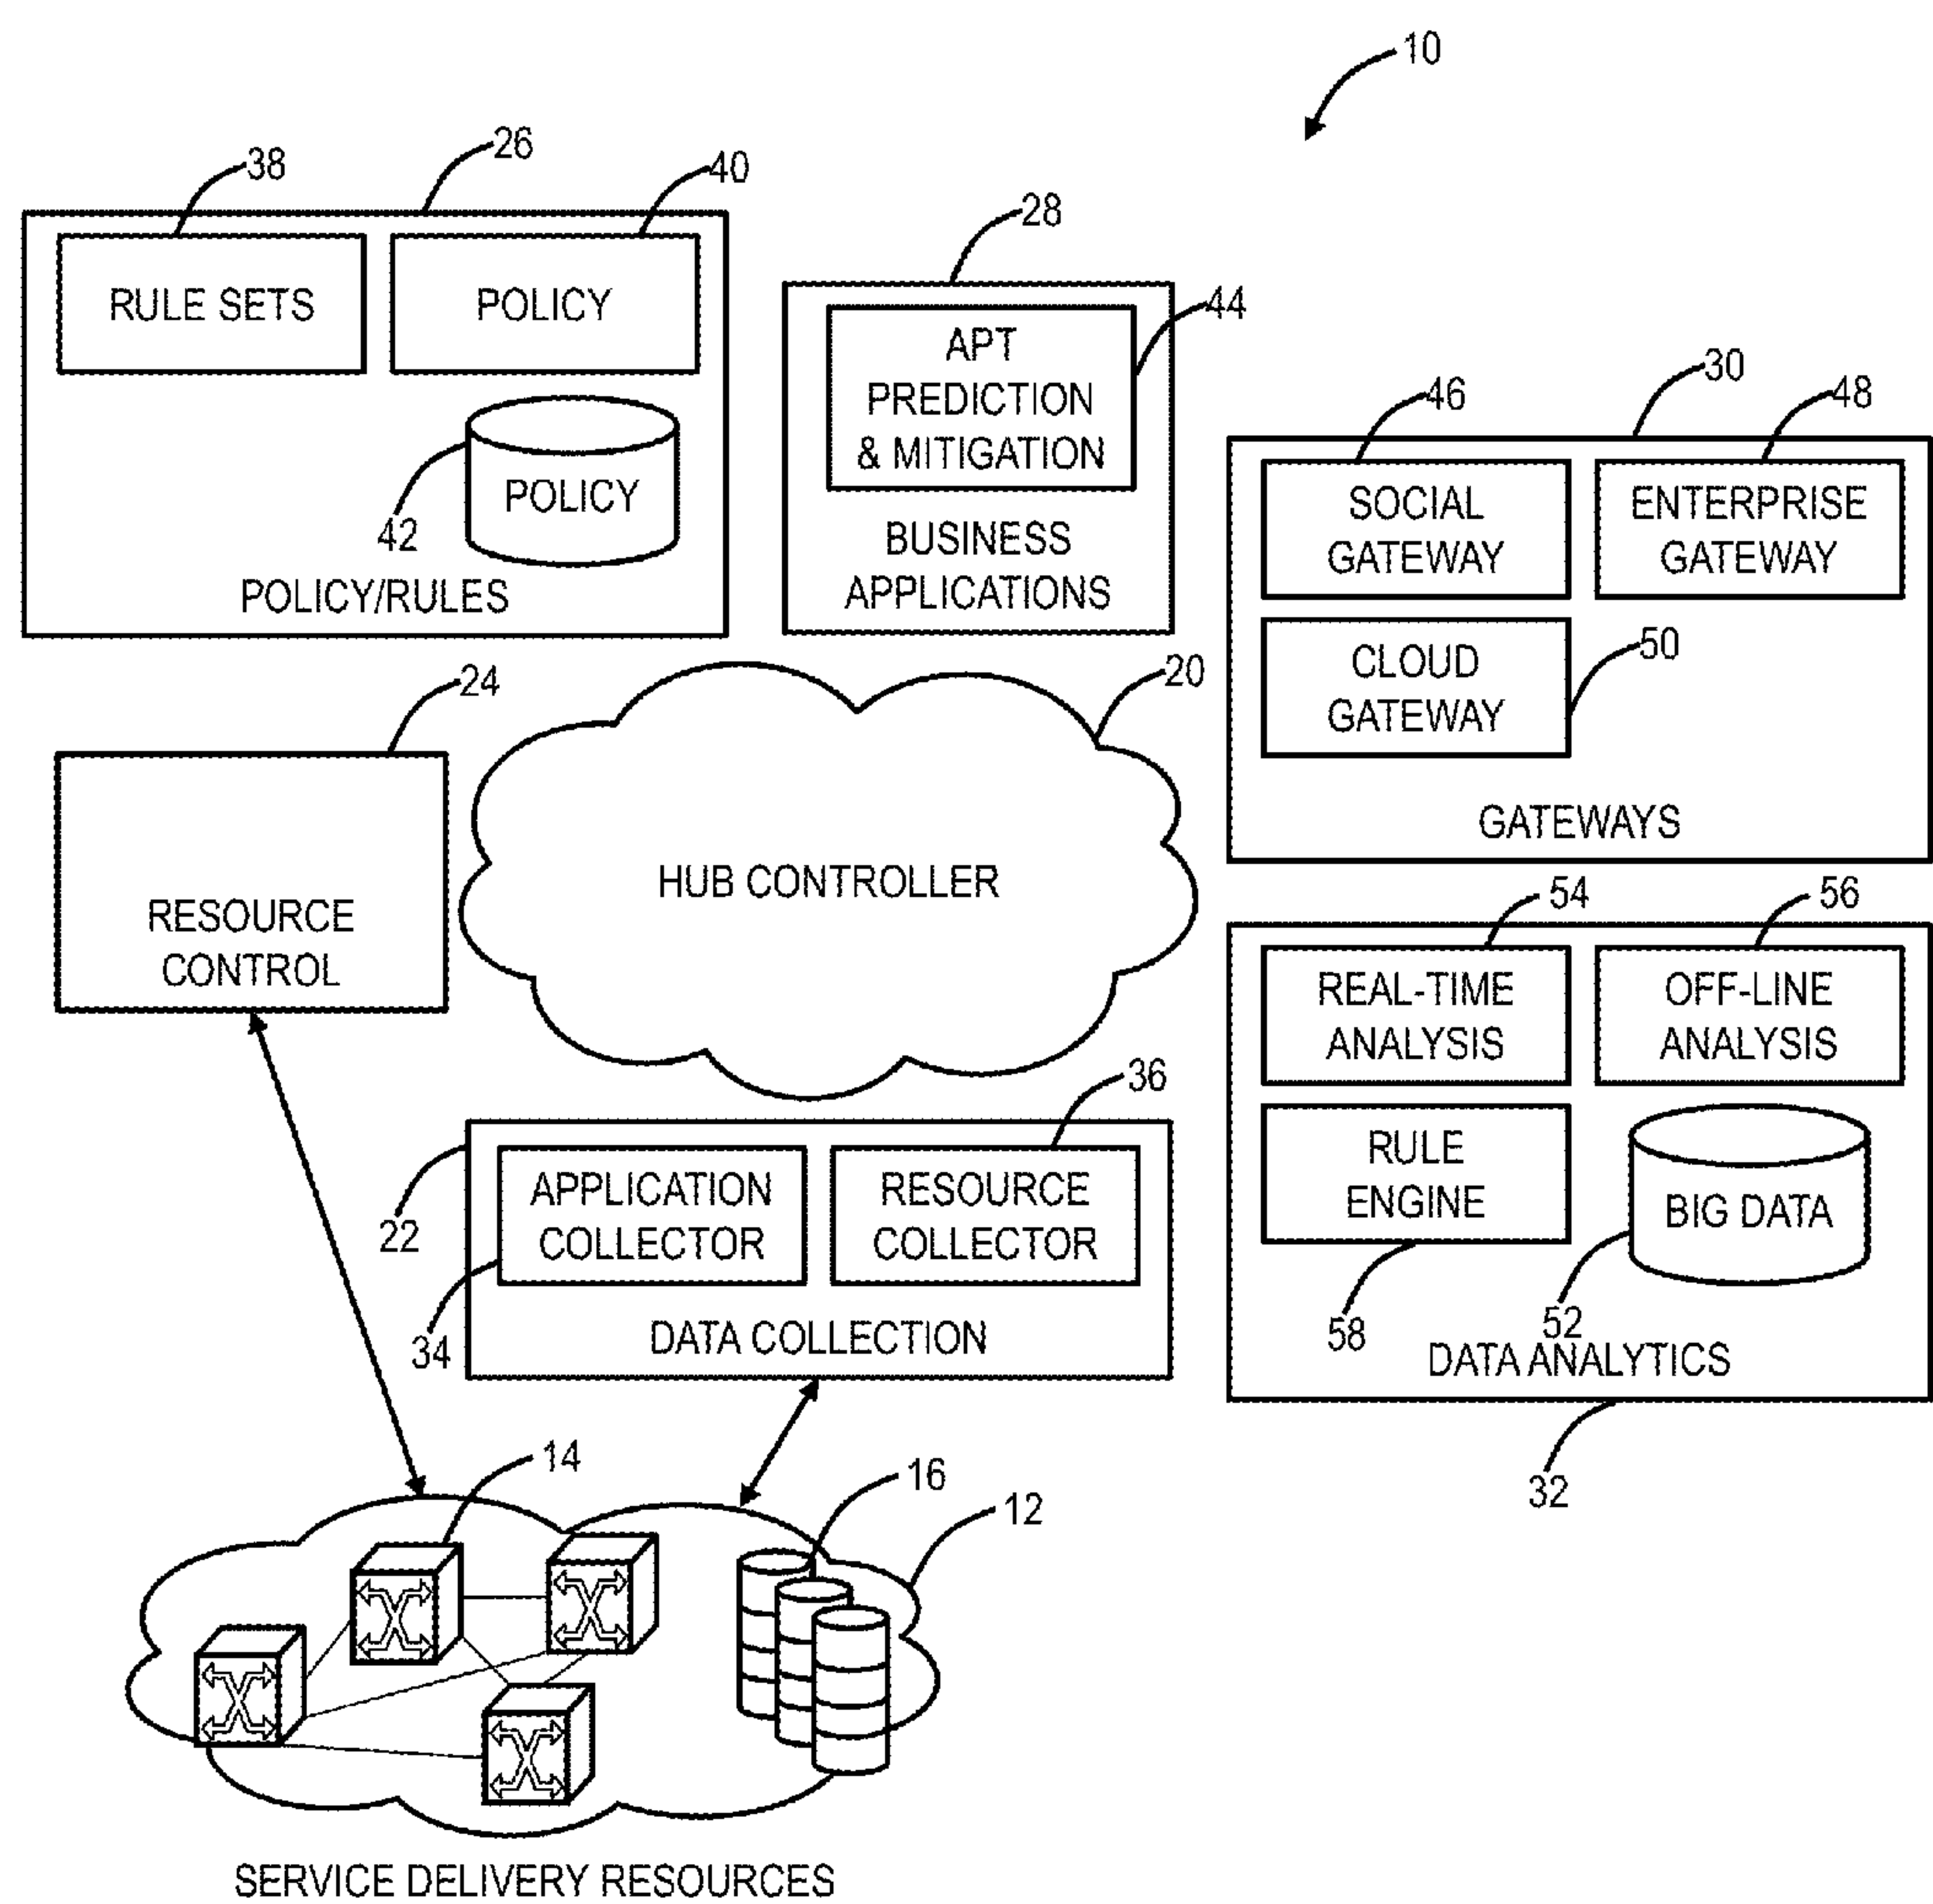 10
26
38
40
RULE SETS
POLICY
42
POLICY
POLICY/RULES
28
44
APT
PREDICTION
& MITIGATION
BUSINESS
APPLICATIONS
30
46
48
SOCIAL
GATEWAY
ENTERPRISE
GATEWAY
50
CLOUD
GATEWAY
GATEWAYS
24
RESOURCE
CONTROL
20
HUB CONTROLLER
54
56
REAL-TIME
ANALYSIS
OFF-LINE
ANALYSIS
RULE
ENGINE
BIG DATA
58
52
DATA ANALYTICS
32
36
22
APPLICATION
COLLECTOR
RESOURCE
COLLECTOR
34
DATA COLLECTION
14
16
12
SERVICE DELIVERY RESOURCES